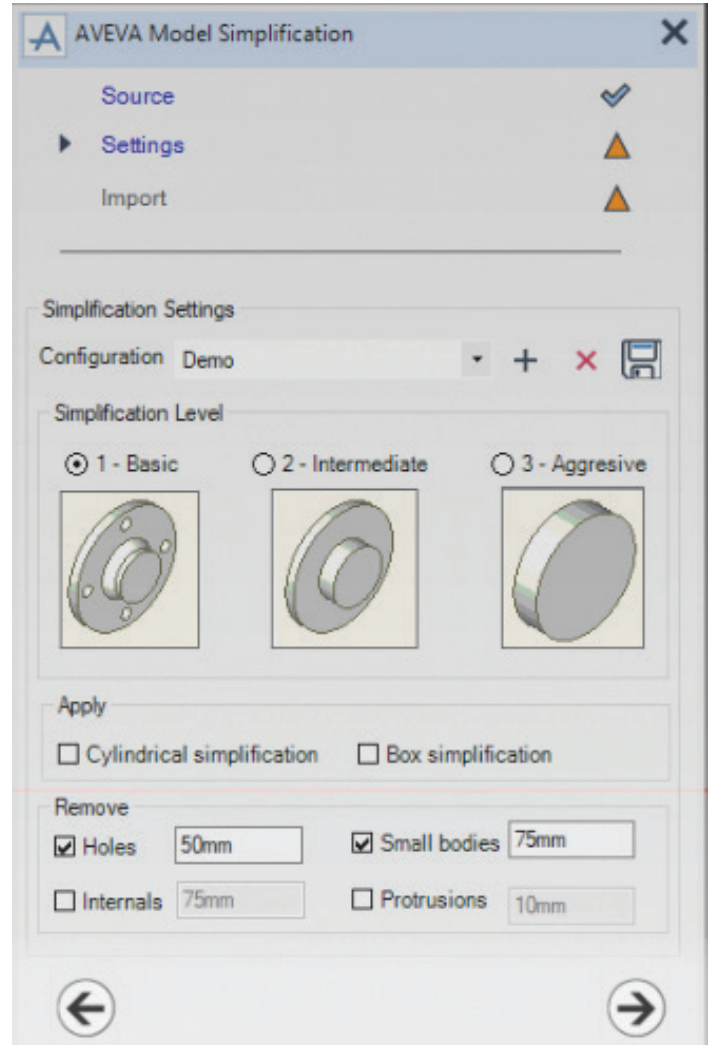 AVEVA Model Simplification
Source
Settings
Import
Simplification Settings
Configuration Demo
Simplification Level
1 - Basic 2 - Intermediate 3 - Aggresive
Apply
Cylindrical simplification Box simplification
Remove
Holes 50mm Small bodies 75mm
Internals 75mm Protrusions 10mm